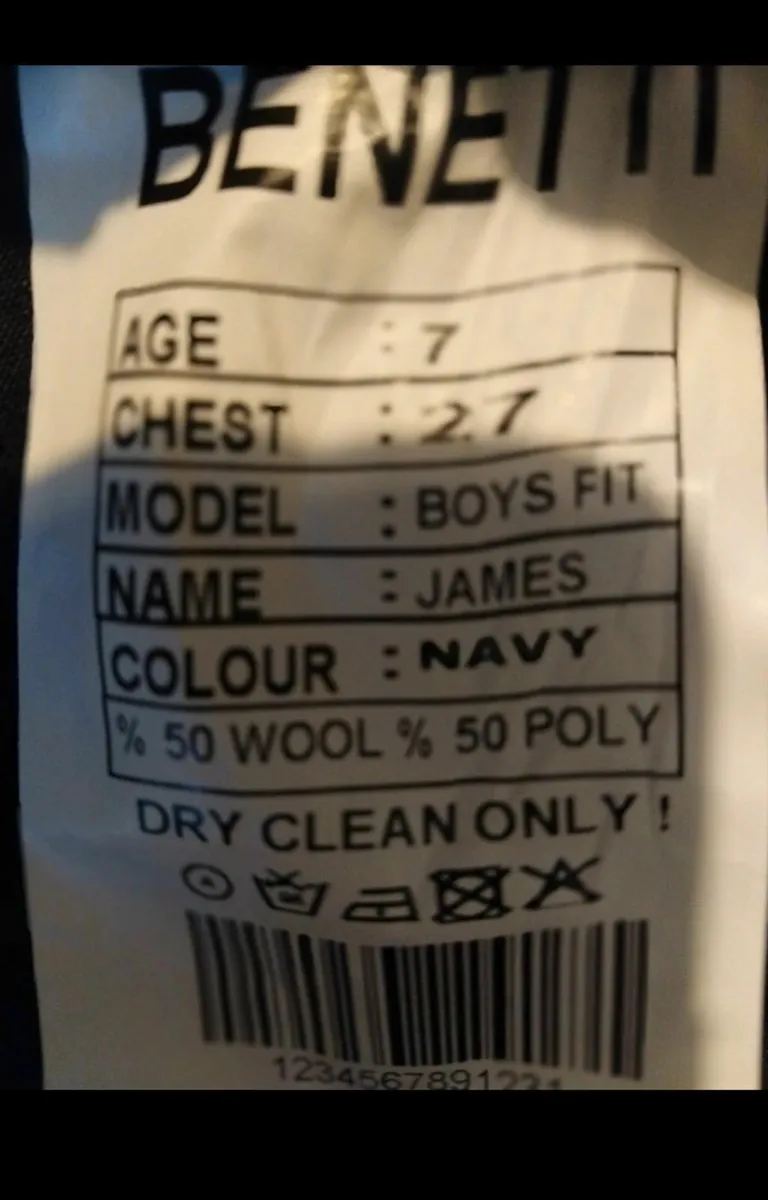 BENETTI
AGE : 7
CHEST : 27
MODEL : BOYS FIT
NAME : JAMES
COLOUR : NAVY
% 50 WOOL % 50 POLY
DRY CLEAN ONLY !
1234567891231